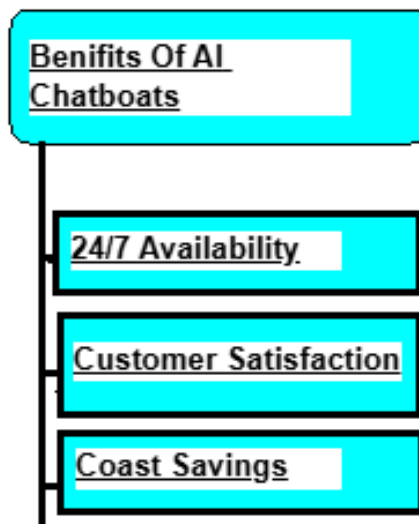 Benifits Of AI
Chatboats
24/7 Availability
Customer Satisfaction
Coast Savings